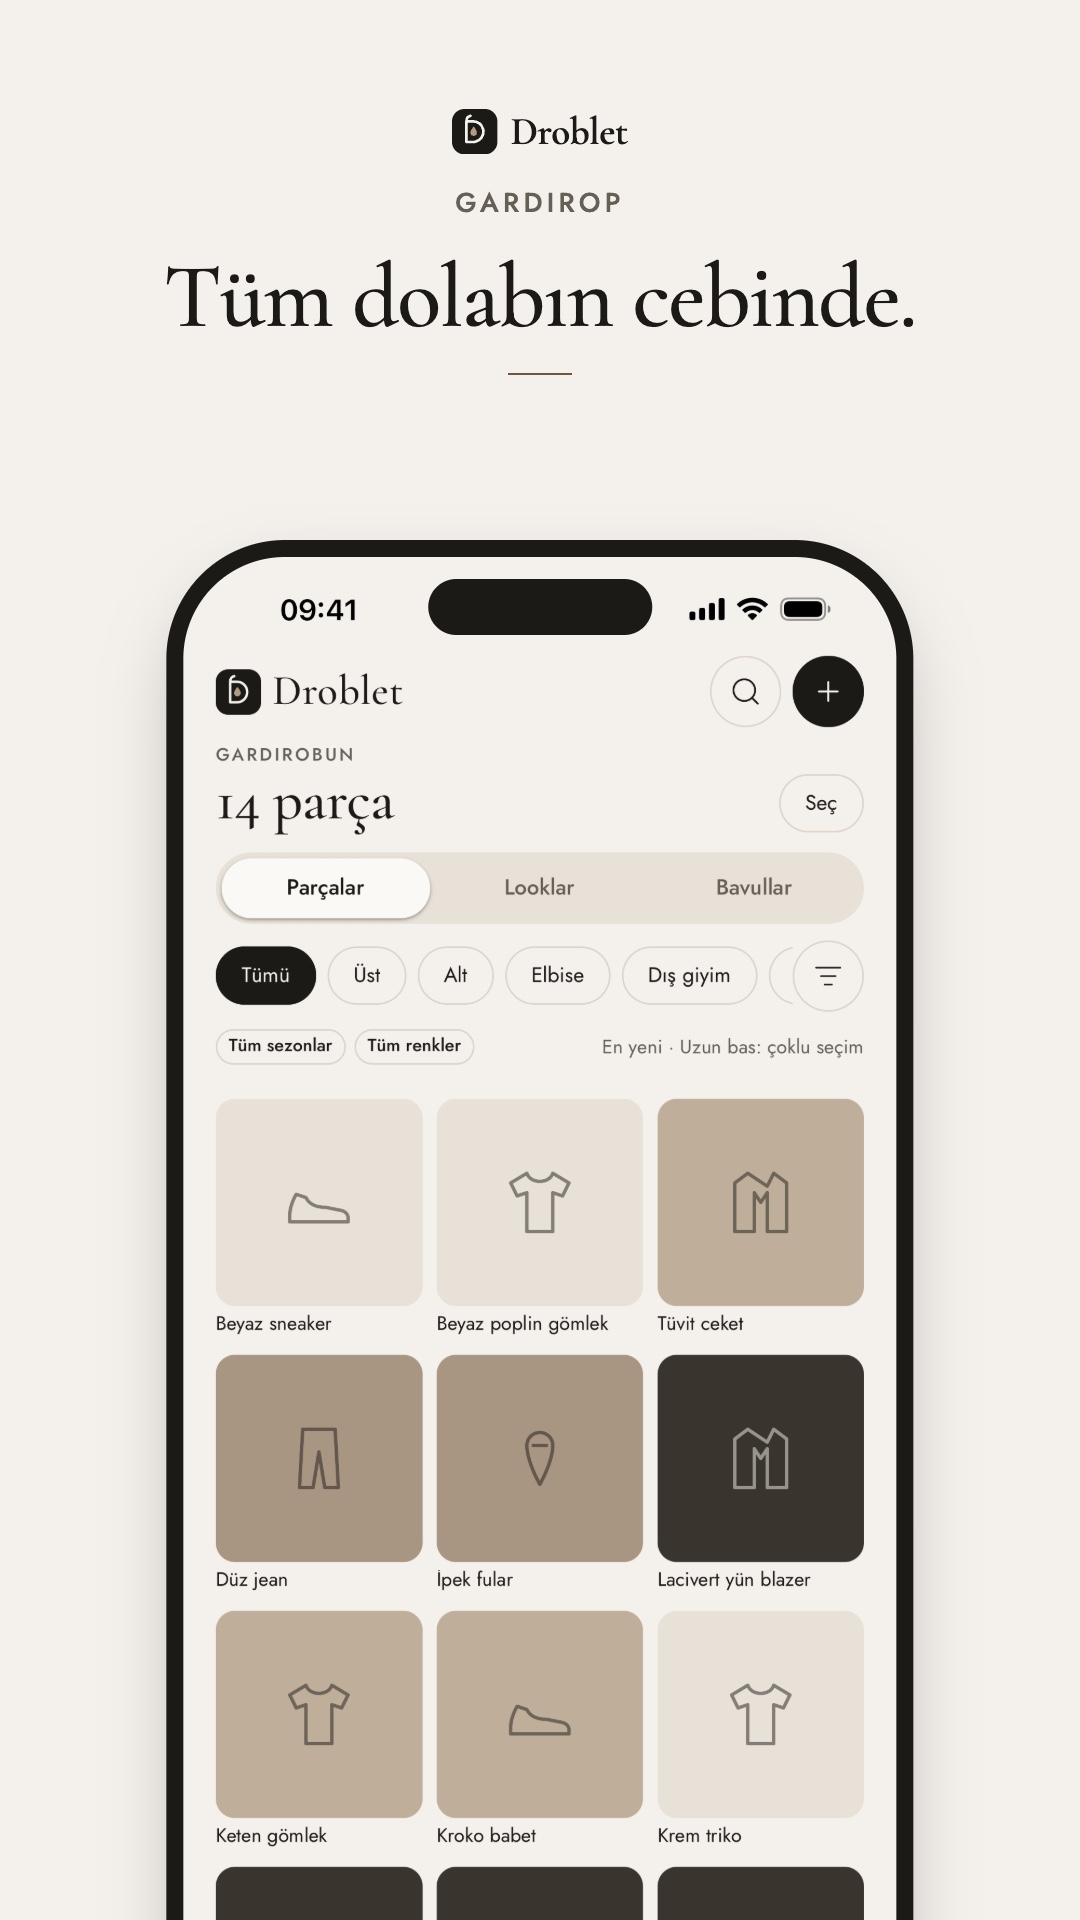 Droblet
GARDIROP
Tüm dolabın cebinde.
09:41
Droblet
GARDIROBUN
14 parça
Seç
Parçalar Looklar Bavullar
Tümü Üst Alt Elbise Dış giyim
Tüm sezonlar Tüm renkler En yeni · Uzun bas: çoklu seçim
Beyaz sneaker Beyaz poplin gömlek Tüvit ceket
Düz jean İpek fular Lacivert yün blazer
Keten gömlek Kroko babet Krem triko